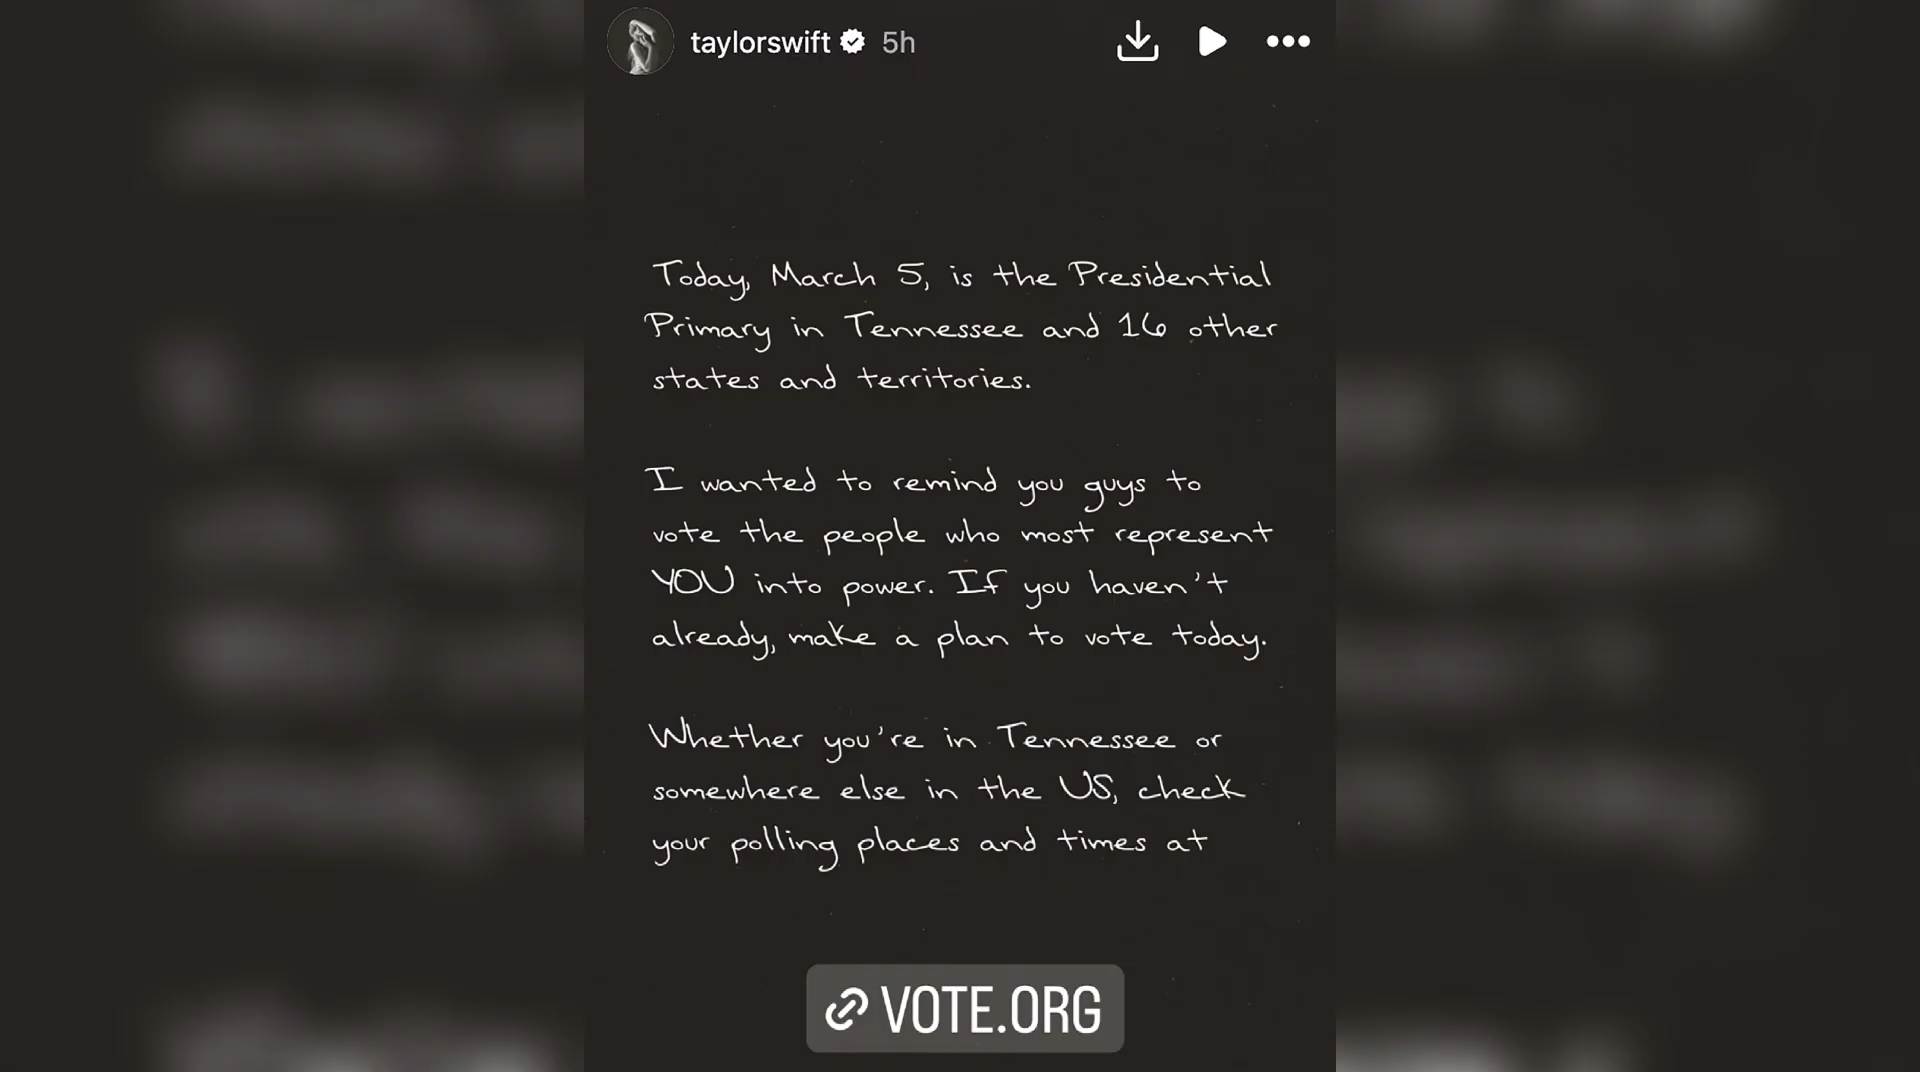 taylorswift 5h
Today, March 5, is the Presidential
Primary in Tennessee and 16 other
states and territories.
I wanted to remind you guys to
vote the people who most represent
YOU into power. If you haven't
already, make a plan to vote today.
Whether you're in Tennessee or
somewhere else in the US, check
your polling places and times at
VOTE.ORG